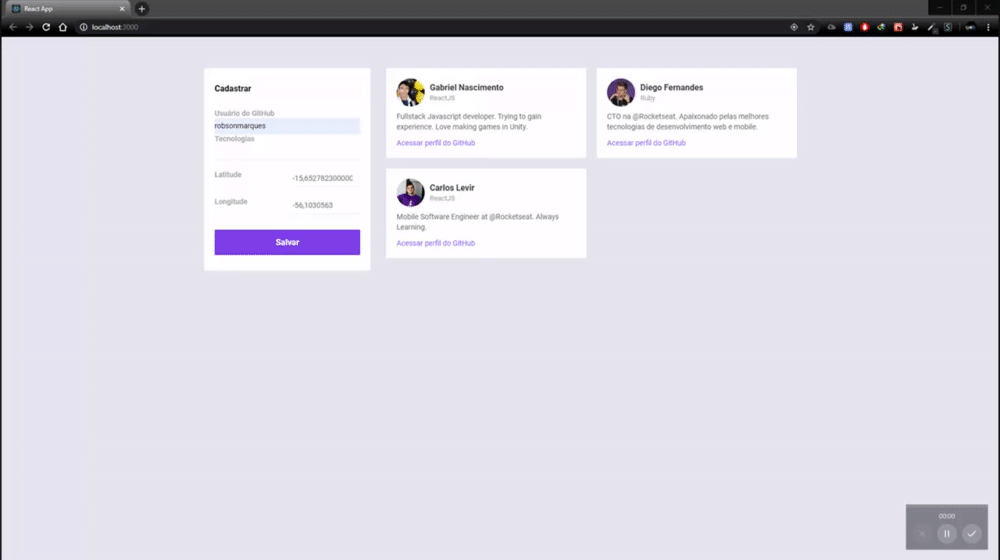 React App
localhost:3000
Cadastrar
Usuário do GitHub
robsonmarques
Tecnologias
Latitude
-15,652782300000
Longitude
-56,1030563
Salvar
Gabriel Nascimento
ReactJS
Fullstack Javascript developer. Trying to
experience. Love making games in Unity.
Acessar perfil do GitHub
Diego Fernandes
Ruby
CTO na @Rocketseat. Apaixonado pelas melhores
tecnologias de desenvolvimento web e mobile.
Acessar perfil do GitHub
Carlos Levir
ReactJS
Mobile Software Engineer at @Rocketseat. Always
Learning.
Acessar perfil do GitHub
00:00